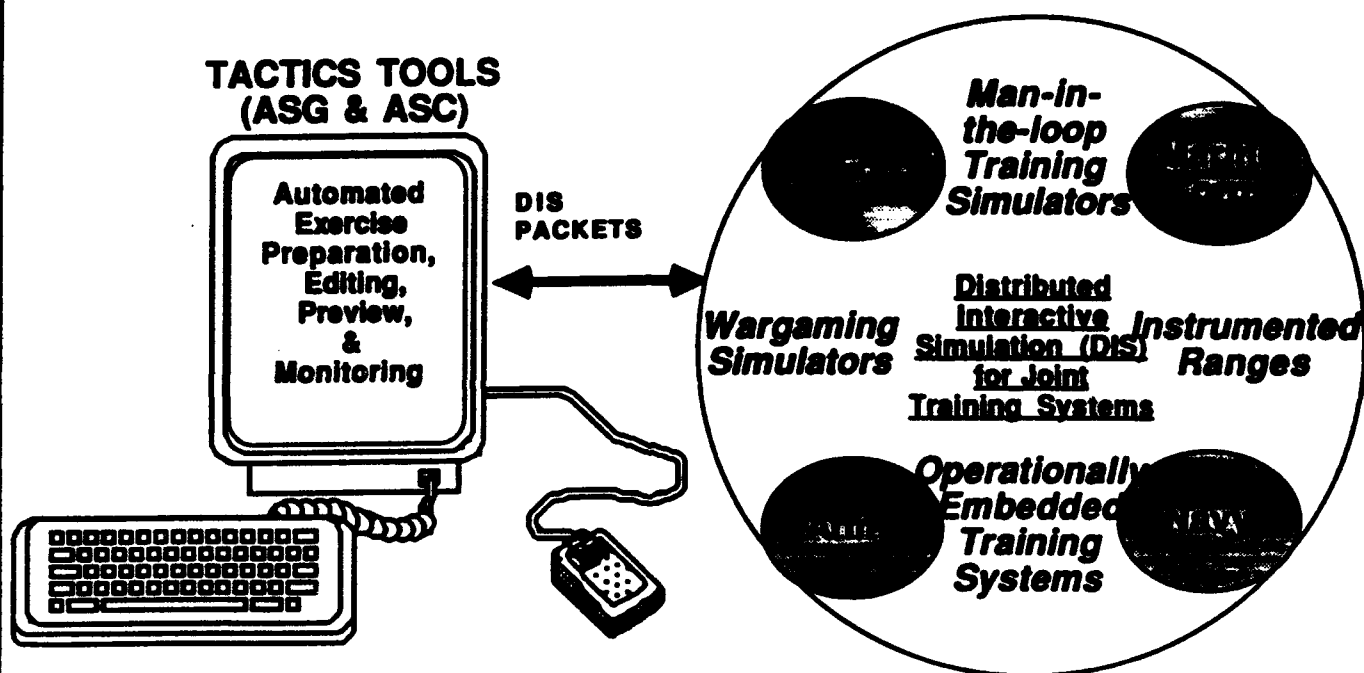 TACTICS TOOLS
(ASG & ASC)
Automated
Exercise
Preparation,
Editing,
Preview,
&
Monitoring
DIS
PACKETS
Man-in-
the-loop
Training
Simulators
Wargaming
Simulators
Distributed
Interactive
Simulation (DIS)
for Joint
Training Systems
Instrumented
Ranges
Operationally
Embedded
Training
Systems